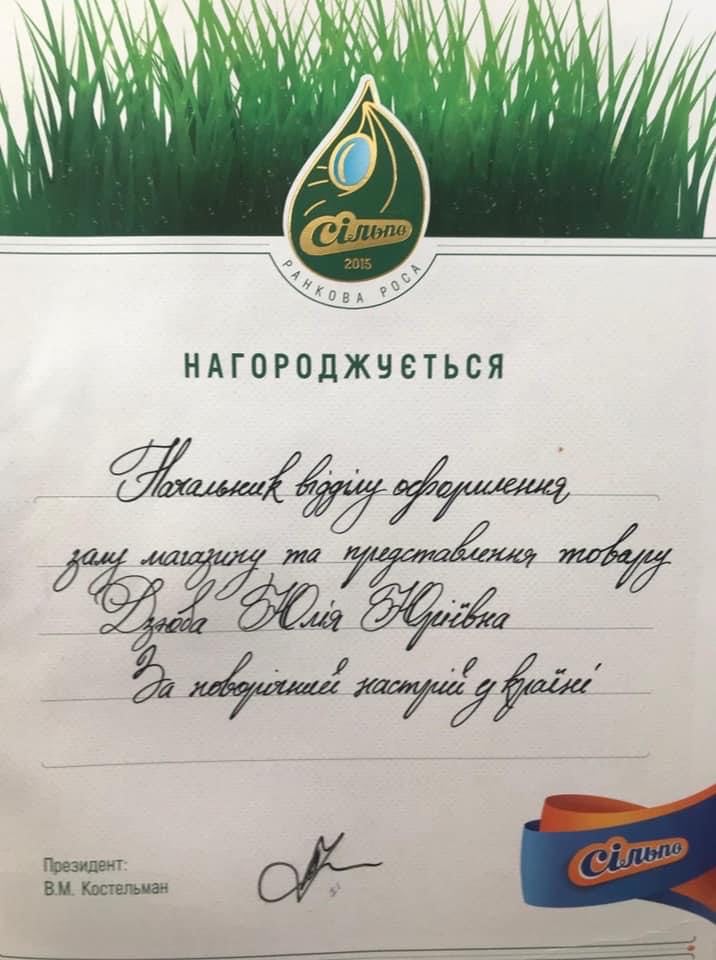 Сільпо
2015
РАНКОВА РОСА
НАГОРОДЖУЄТЬСЯ
Начальник відділу оформлення
залу магазину та представлення товару
Дзюба Юлія Юріївна
За новорічний настрій у країні
Президент:
В.М. Костельман
Сільпо